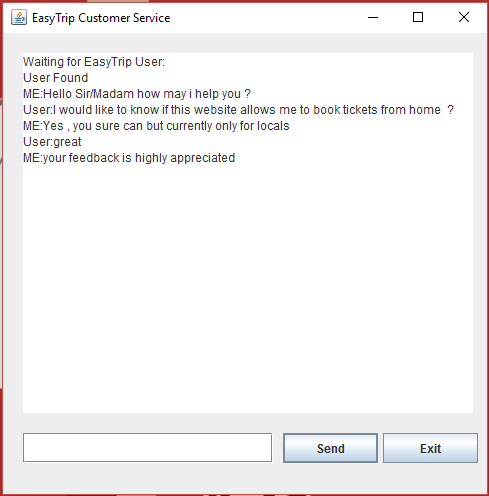 EasyTrip Customer Service
Waiting for EasyTrip User:
User Found
ME:Hello Sir/Madam how may i help you ?
User:I would like to know if this website allows me to book tickets from home  ?
ME:Yes , you sure can but currently only for locals
User:great
ME:your feedback is highly appreciated
Send
Exit